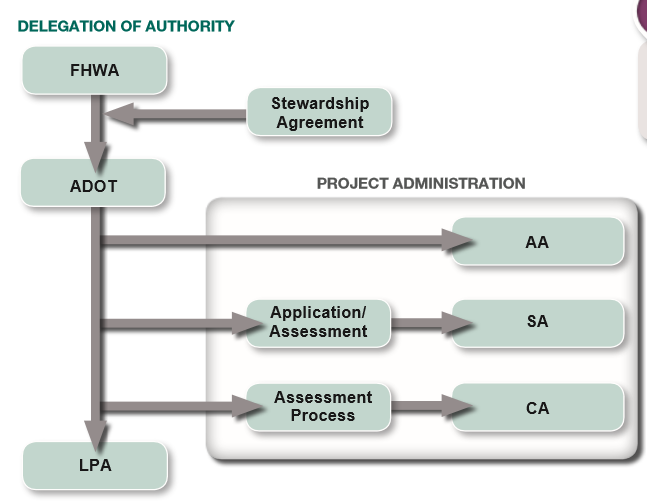 DELEGATION OF AUTHORITY
FHWA
Stewardship
Agreement
ADOT
PROJECT ADMINISTRATION
AA
Application/
Assessment
SA
Assessment
Process
CA
LPA